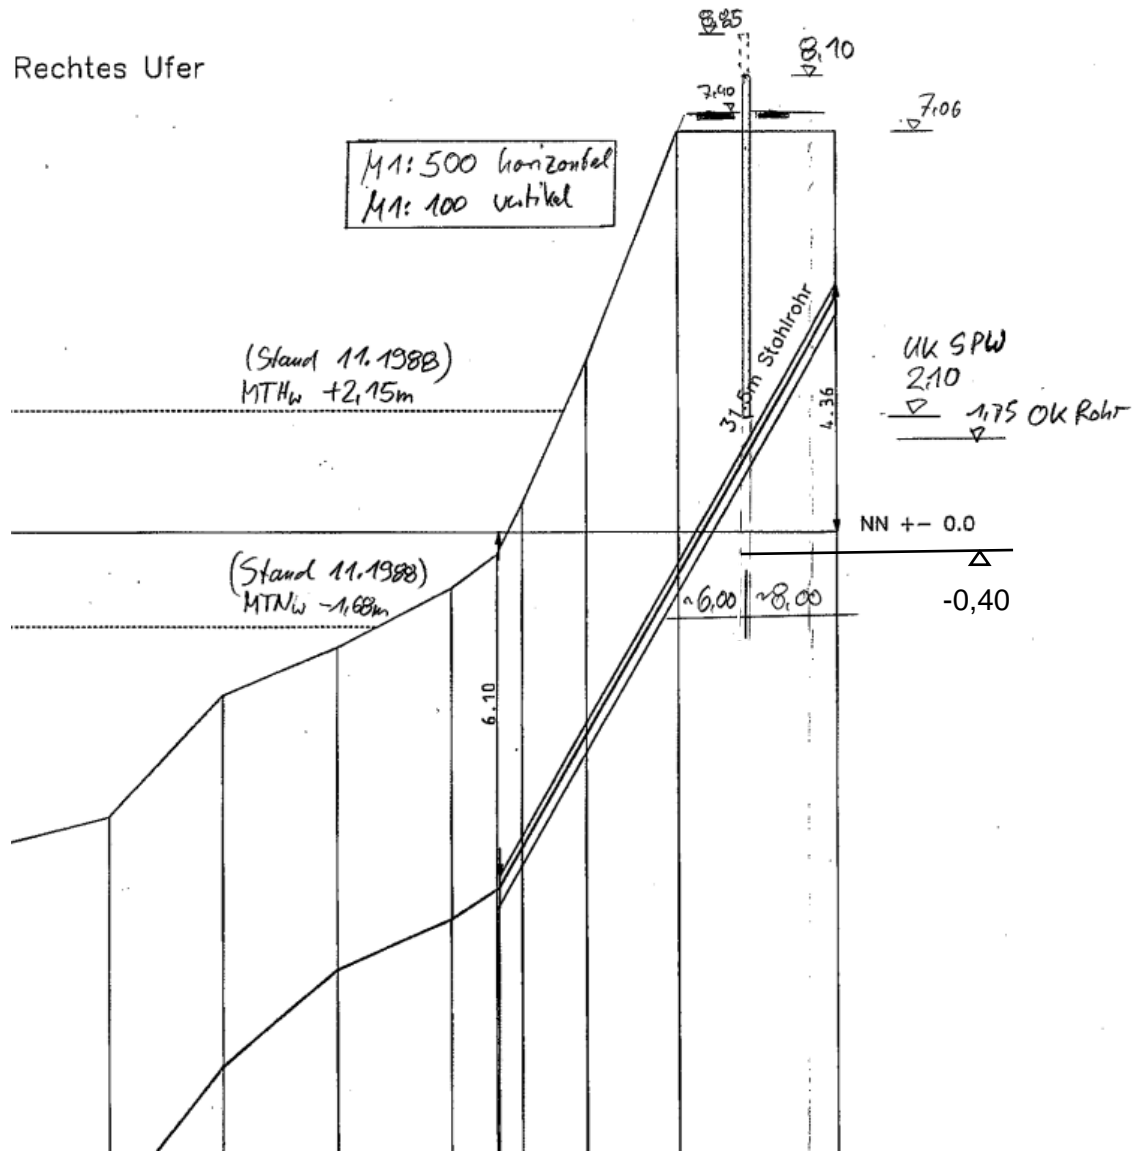 8,85
8,10
Rechtes Ufer
7,40
7,06
M 1: 500 horizontal
M 1: 100 vertikal
37.5m Stahlrohr
(Stand 11.1988)
MTHw +2,15m
UK SPW
2,10
4.36
1,75 OK Rohr
NN +- 0.0
(Stand 11.1988)
MTNw -1,68m
~6,00 ~8,00
-0,40
6.10